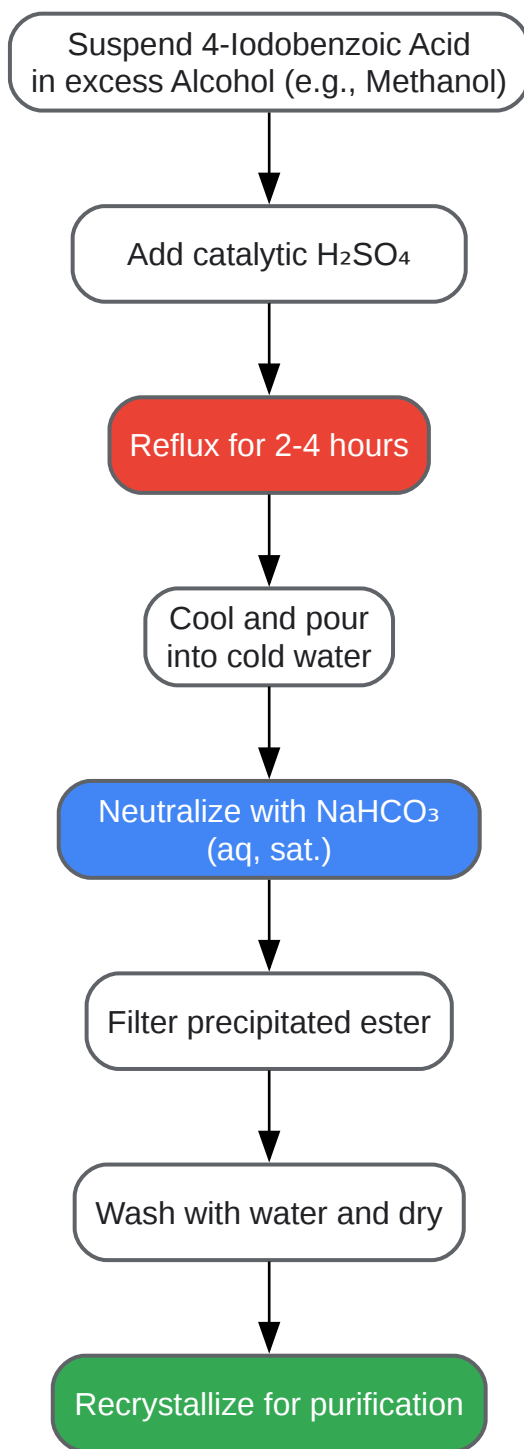 Suspend 4-Iodobenzoic Acid
in excess Alcohol (e.g., Methanol)
Add catalytic H₂SO₄
Reflux for 2-4 hours
Cool and pour
into cold water
Neutralize with NaHCO₃
(aq, sat.)
Filter precipitated ester
Wash with water and dry
Recrystallize for purification